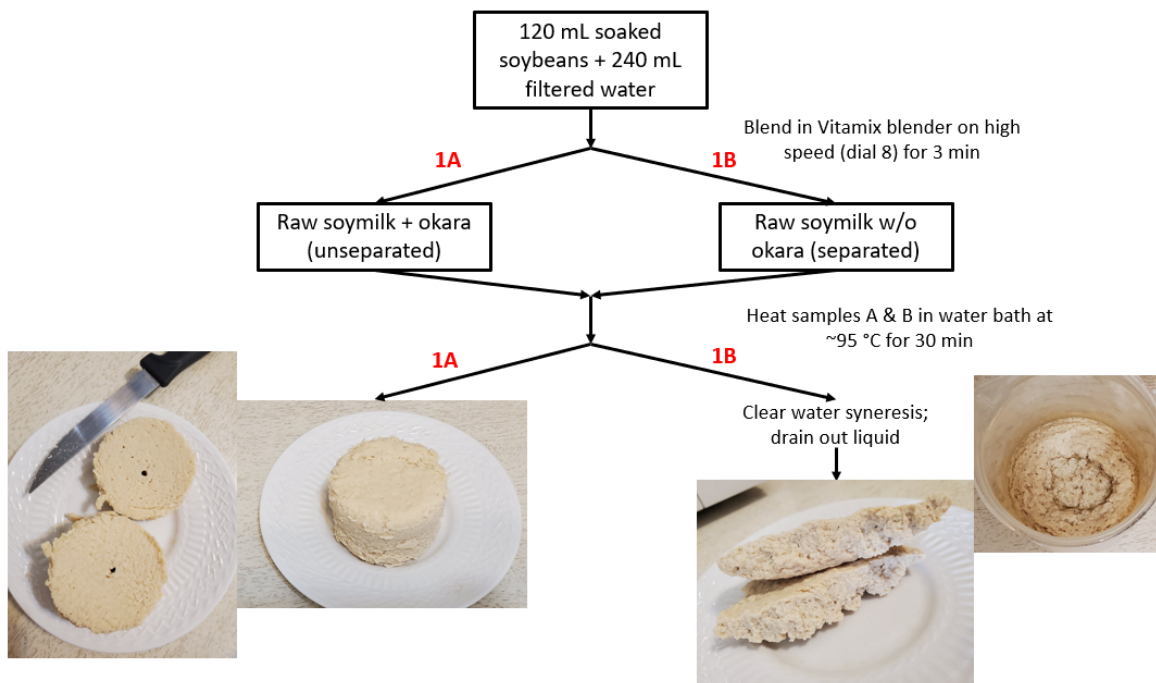 120 mL soaked
soybeans + 240 mL
filtered water
Blend in Vitamix blender on high
speed (dial 8) for 3 min
1A
1B
Raw soymilk + okara
(unseparated)
Raw soymilk w/o
okara (separated)
Heat samples A & B in water bath at
~95 °C for 30 min
1A
1B
Clear water syneresis;
drain out liquid